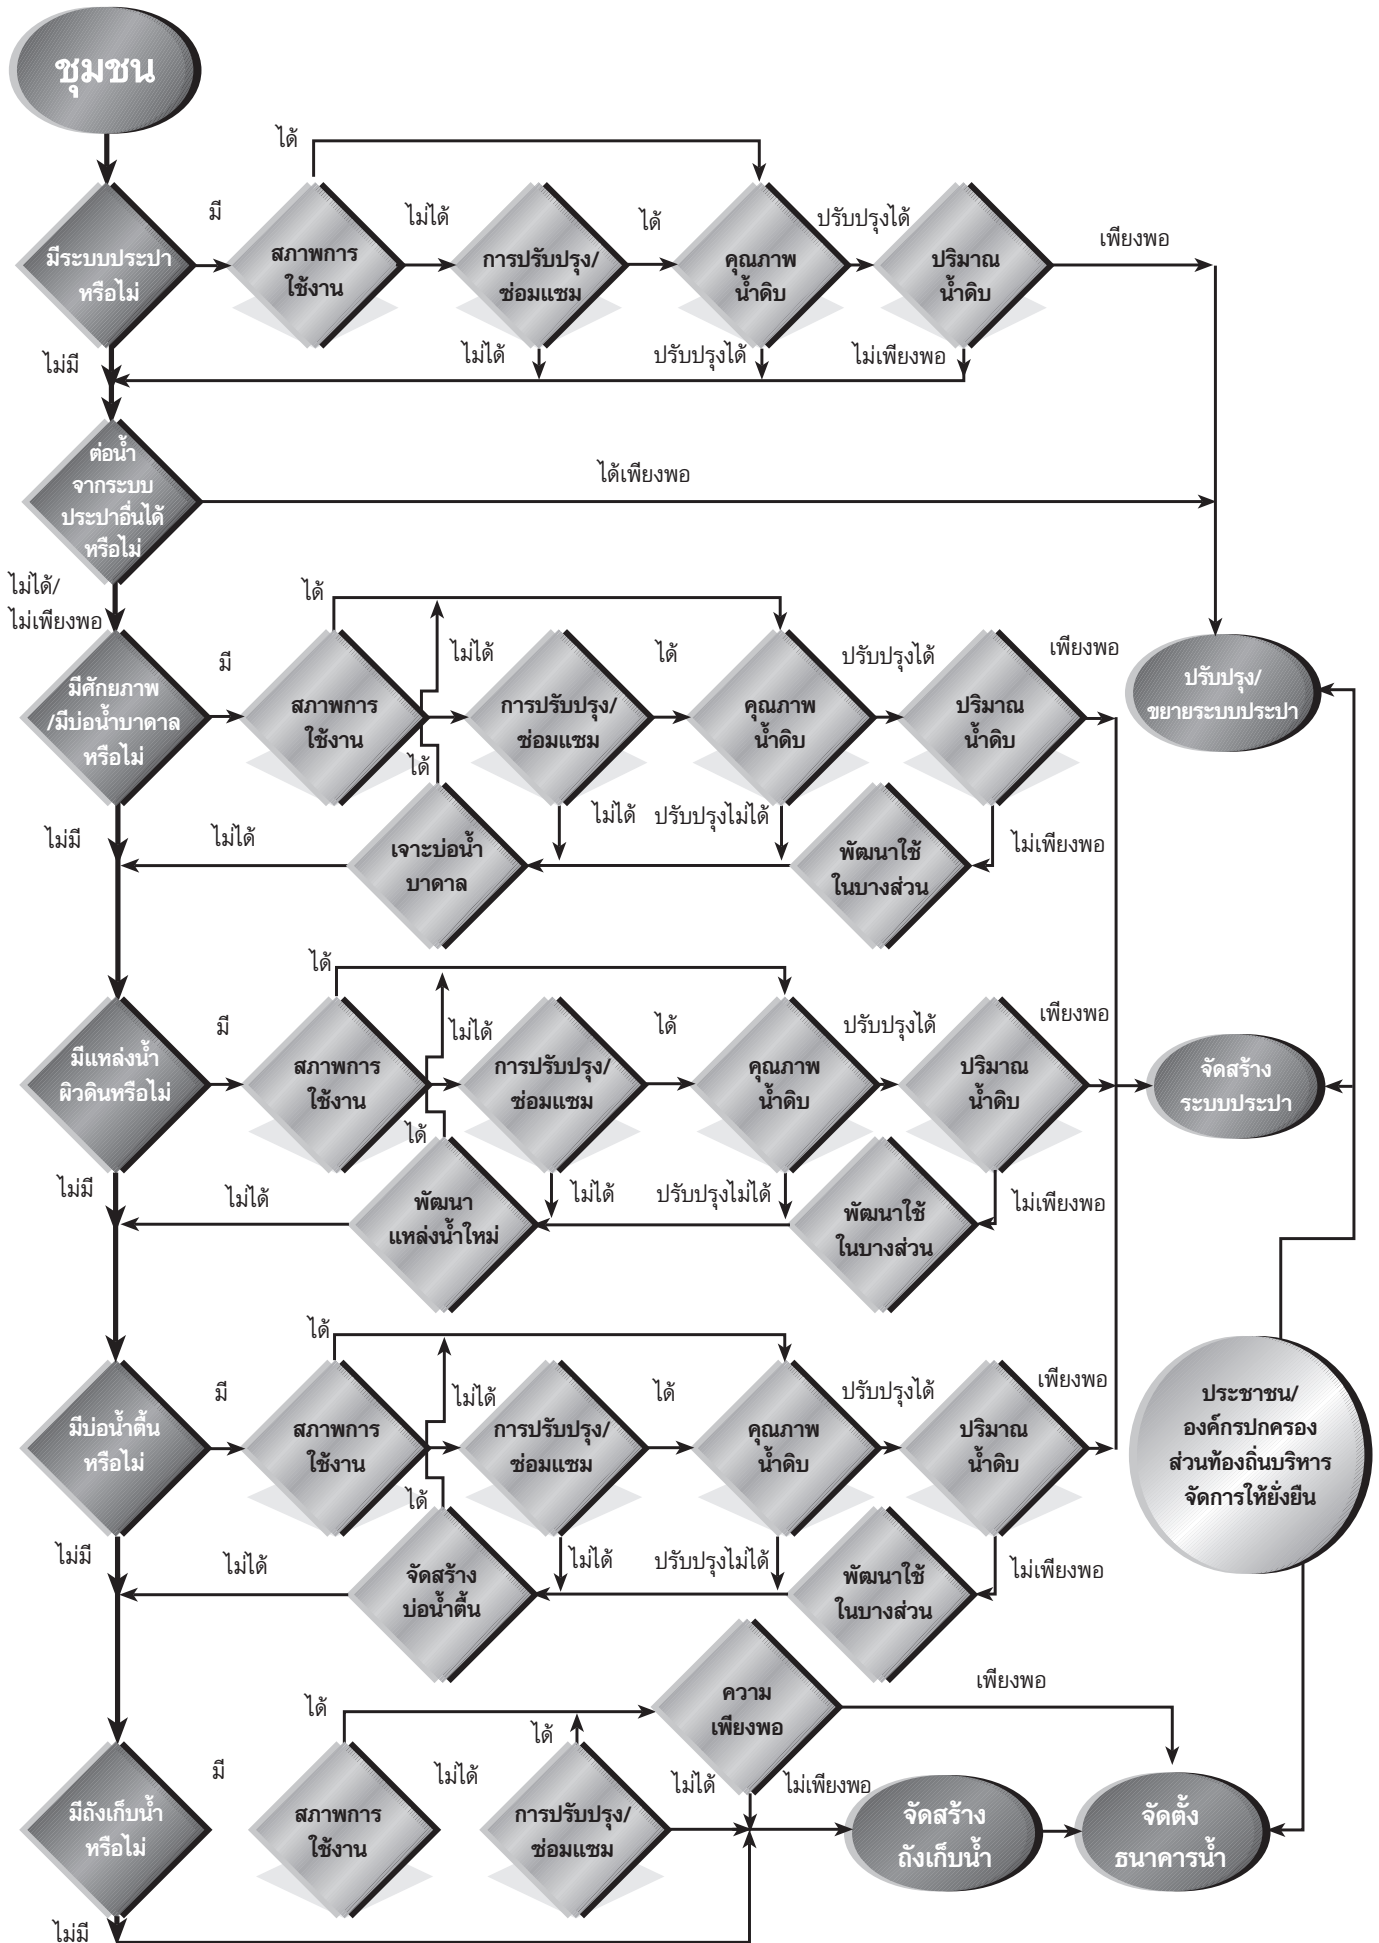 ชุมชน
ได้
มี
ไม่ได้
ได้
ปรับปรุงได้
เพียงพอ
มีระบบประปา
หรือไม่
สภาพการ
ใช้งาน
การปรับปรุง/
ซ่อมแซม
คุณภาพ
น้ำดิบ
ปริมาณ
น้ำดิบ
ไม่มี
ไม่ได้
ปรับปรุงได้
ไม่เพียงพอ
ต่อน้ำ
จากระบบ
ประปาอื่นได้
หรือไม่
ได้เพียงพอ
ไม่ได้/
ไม่เพียงพอ
ได้
มี
ไม่ได้
ได้
ปรับปรุงได้
เพียงพอ
มีศักยภาพ
/มีบ่อน้ำบาดาล
หรือไม่
สภาพการ
ใช้งาน
การปรับปรุง/
ซ่อมแซม
คุณภาพ
น้ำดิบ
ปริมาณ
น้ำดิบ
ปรับปรุง/
ขยายระบบประปา
ได้
ไม่มี
ไม่ได้
ไม่ได้
ปรับปรุงไม่ได้
ไม่เพียงพอ
เจาะบ่อน้ำ
บาดาล
พัฒนาใช้
ในบางส่วน
ได้
มี
ไม่ได้
ได้
ปรับปรุงได้
เพียงพอ
มีแหล่งน้ำ
ผิวดินหรือไม่
สภาพการ
ใช้งาน
การปรับปรุง/
ซ่อมแซม
คุณภาพ
น้ำดิบ
ปริมาณ
น้ำดิบ
จัดสร้าง
ระบบประปา
ได้
ไม่มี
ไม่ได้
ไม่ได้
ปรับปรุงไม่ได้
ไม่เพียงพอ
พัฒนา
แหล่งน้ำใหม่
พัฒนาใช้
ในบางส่วน
ได้
มี
ไม่ได้
ได้
ปรับปรุงได้
เพียงพอ
มีบ่อน้ำตื้น
หรือไม่
สภาพการ
ใช้งาน
การปรับปรุง/
ซ่อมแซม
คุณภาพ
น้ำดิบ
ปริมาณ
น้ำดิบ
ประชาชน/
องค์กรปกครอง
ส่วนท้องถิ่นบริหาร
จัดการให้ยั่งยืน
ได้
ไม่มี
ไม่ได้
ไม่ได้
ปรับปรุงไม่ได้
ไม่เพียงพอ
จัดสร้าง
บ่อน้ำตื้น
พัฒนาใช้
ในบางส่วน
ความ
เพียงพอ
เพียงพอ
ได้
ได้
มี
ไม่ได้
ไม่ได้
ไม่เพียงพอ
มีถังเก็บน้ำ
หรือไม่
สภาพการ
ใช้งาน
การปรับปรุง/
ซ่อมแซม
จัดสร้าง
ถังเก็บน้ำ
จัดตั้ง
ธนาคารน้ำ
ไม่มี